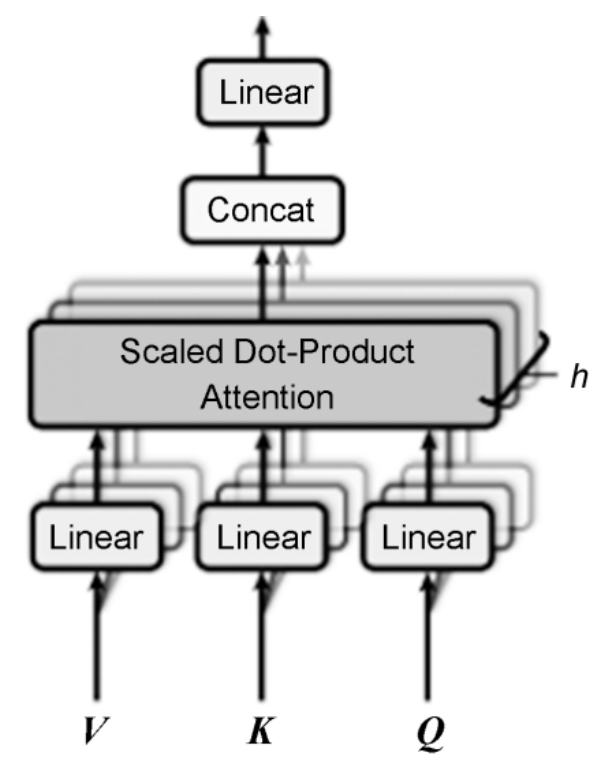 Linear
Concat
Scaled Dot-Product
Attention
h
Linear Linear Linear
V K Q